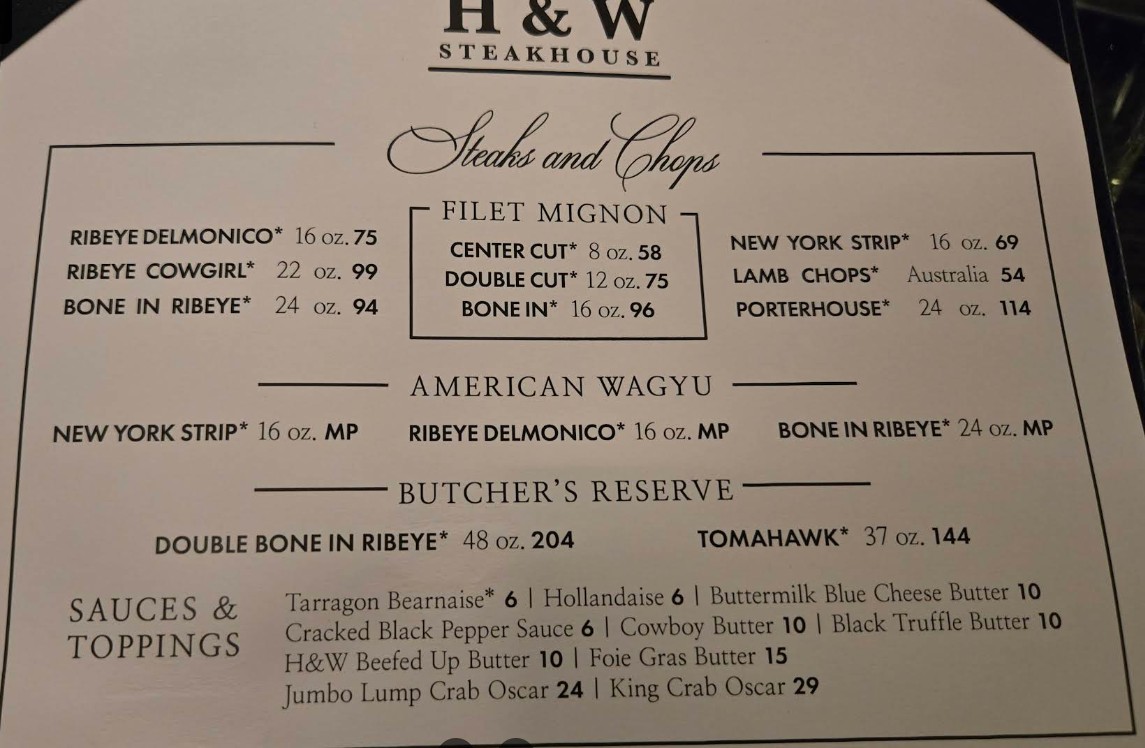 H & W
STEAKHOUSE
Steaks and Chops
RIBEYE DELMONICO* 16 oz. 75
RIBEYE COWGIRL* 22 oz. 99
BONE IN RIBEYE* 24 oz. 94
FILET MIGNON
CENTER CUT* 8 oz. 58
DOUBLE CUT* 12 oz. 75
BONE IN* 16 oz. 96
NEW YORK STRIP* 16 oz. 69
LAMB CHOPS* Australia 54
PORTERHOUSE* 24 oz. 114
AMERICAN WAGYU
NEW YORK STRIP* 16 oz. MP
RIBEYE DELMONICO* 16 oz. MP
BONE IN RIBEYE* 24 oz. MP
BUTCHER'S RESERVE
DOUBLE BONE IN RIBEYE* 48 oz. 204
TOMAHAWK* 37 oz. 144
SAUCES &
TOPPINGS
Tarragon Bearnaise* 6 | Hollandaise 6 | Buttermilk Blue Cheese Butter 10
Cracked Black Pepper Sauce 6 | Cowboy Butter 10 | Black Truffle Butter 10
H&W Beefed Up Butter 10 | Foie Gras Butter 15
Jumbo Lump Crab Oscar 24 | King Crab Oscar 29